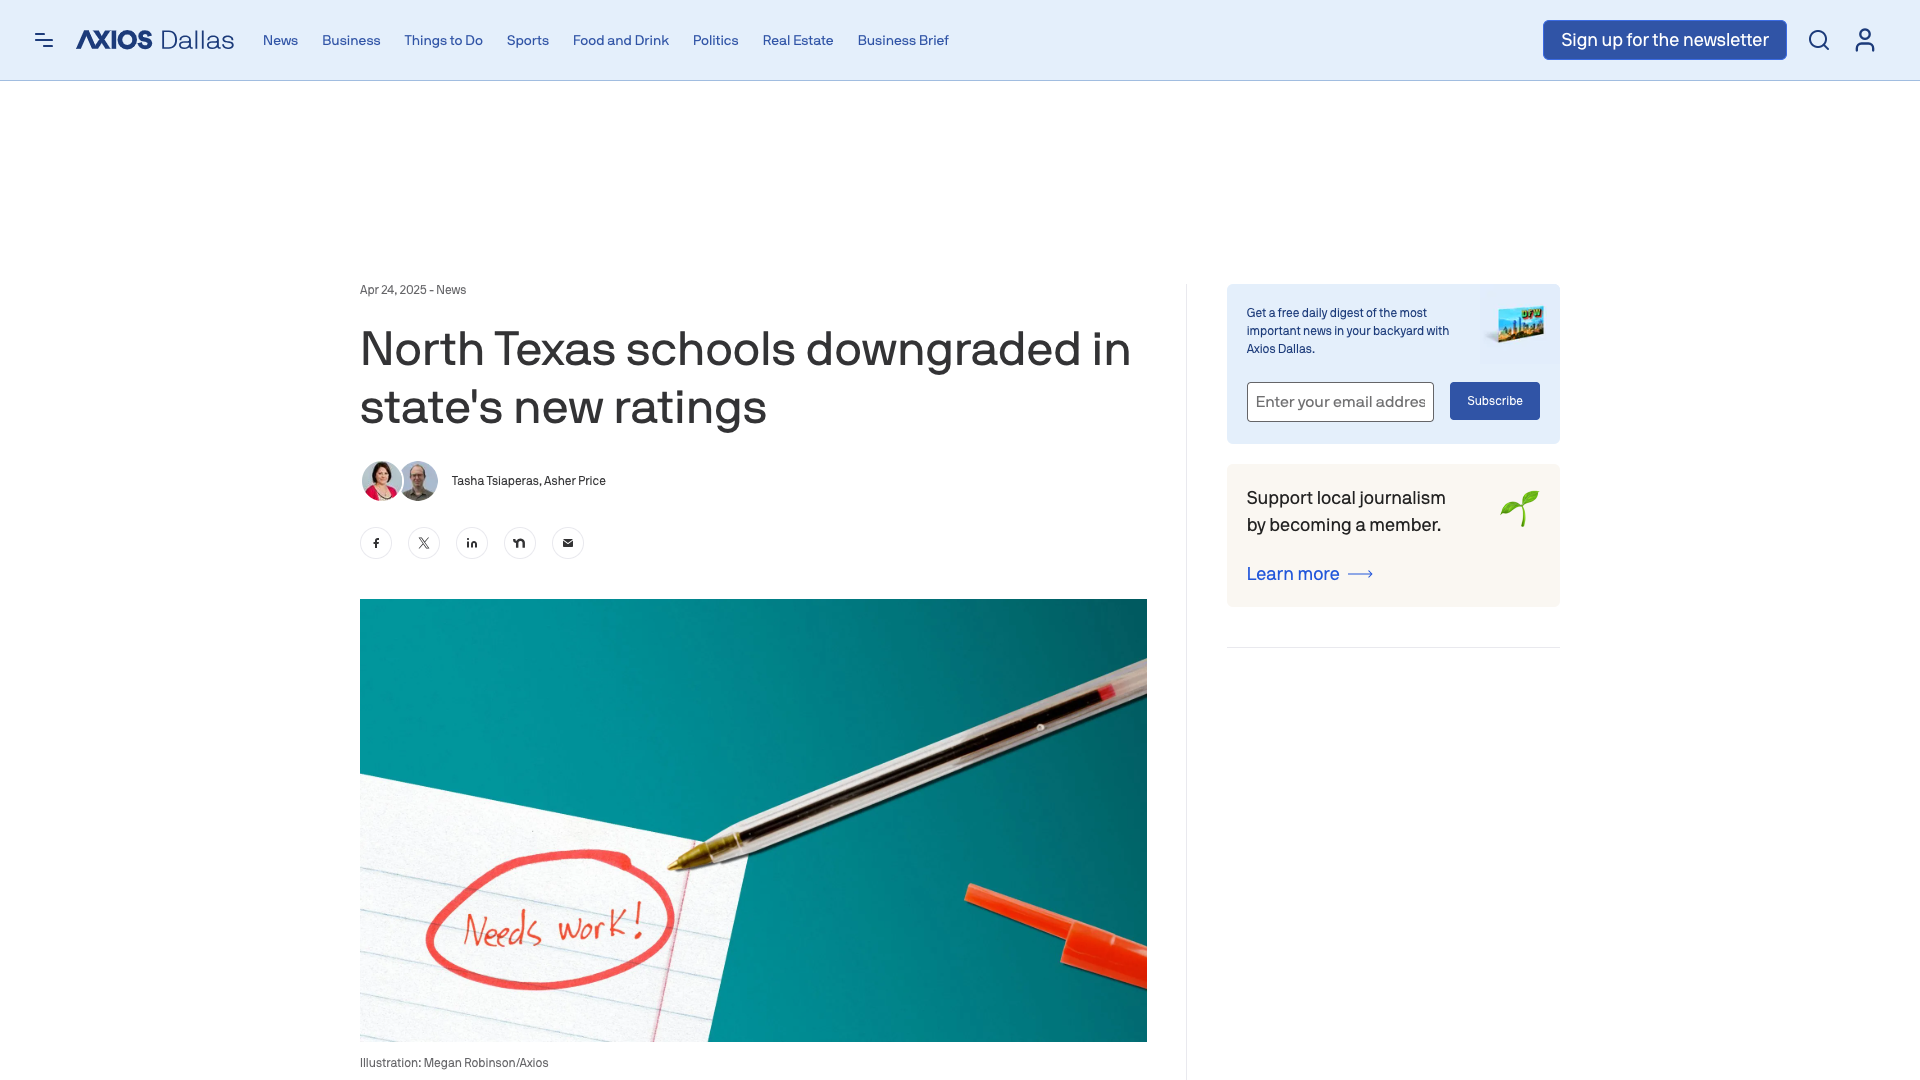 AXIOS Dallas
News
Business
Things to Do
Sports
Food and Drink
Politics
Real Estate
Business Brief
Sign up for the newsletter
Apr 24, 2025 - News
North Texas schools downgraded in
state's new ratings
Tasha Tsiaperas, Asher Price
Needs work!
Illustration: Megan Robinson/Axios
Get a free daily digest of the most
important news in your backyard with
Axios Dallas.
DFW
Enter your email addres
Subscribe
Support local journalism
by becoming a member.
Learn more